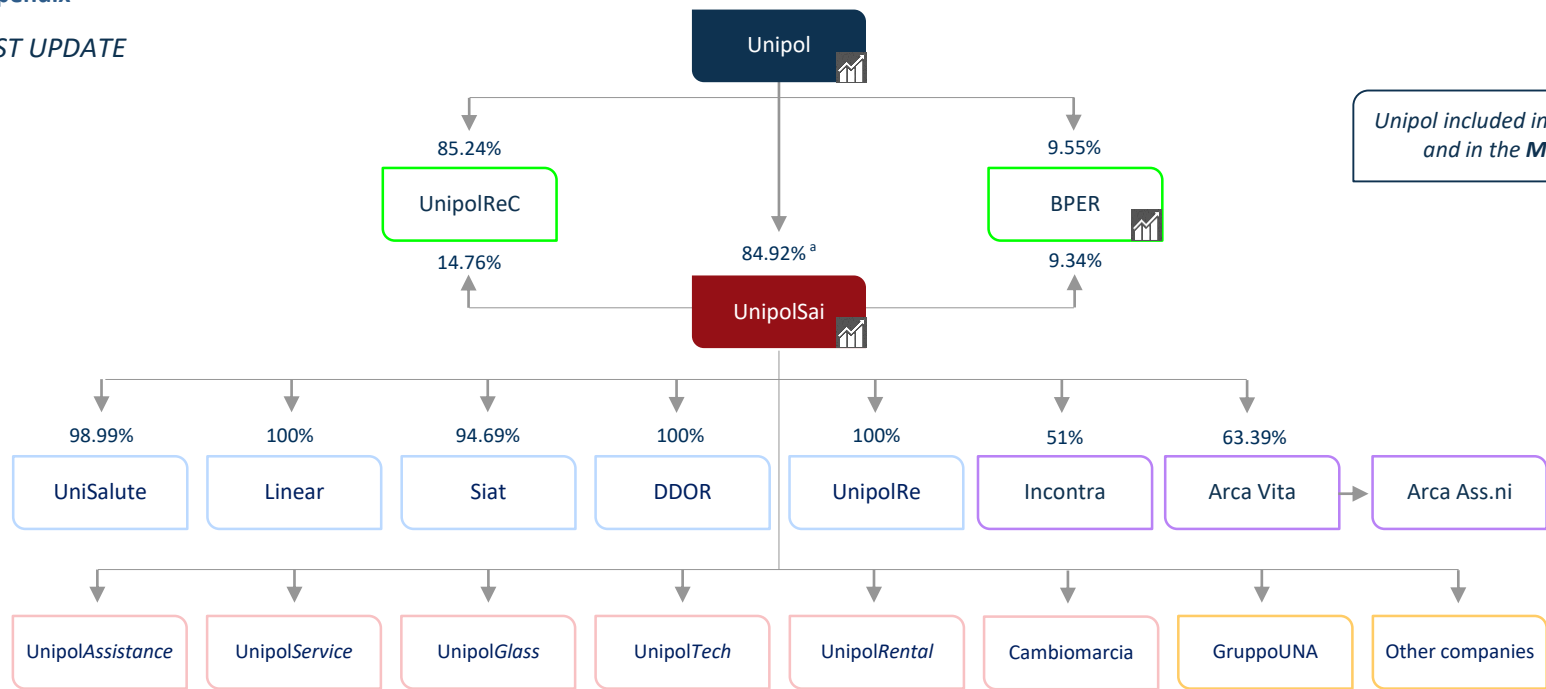 ST UPDATE
Unipol
Unipol included in
and in the M
85.24%
9.55%
UnipolReC
BPER
84.92% a
14.76%
9.34%
UnipolSai
98.99%
100%
94.69%
100%
100%
51%
63.39%
UniSalute
Linear
Siat
DDOR
UnipolRe
Incontra
Arca Vita
Arca Ass.ni
UnipolAssistance
UnipolService
UnipolGlass
UnipolTech
UnipolRental
Cambiomarcia
GruppoUNA
Other companies